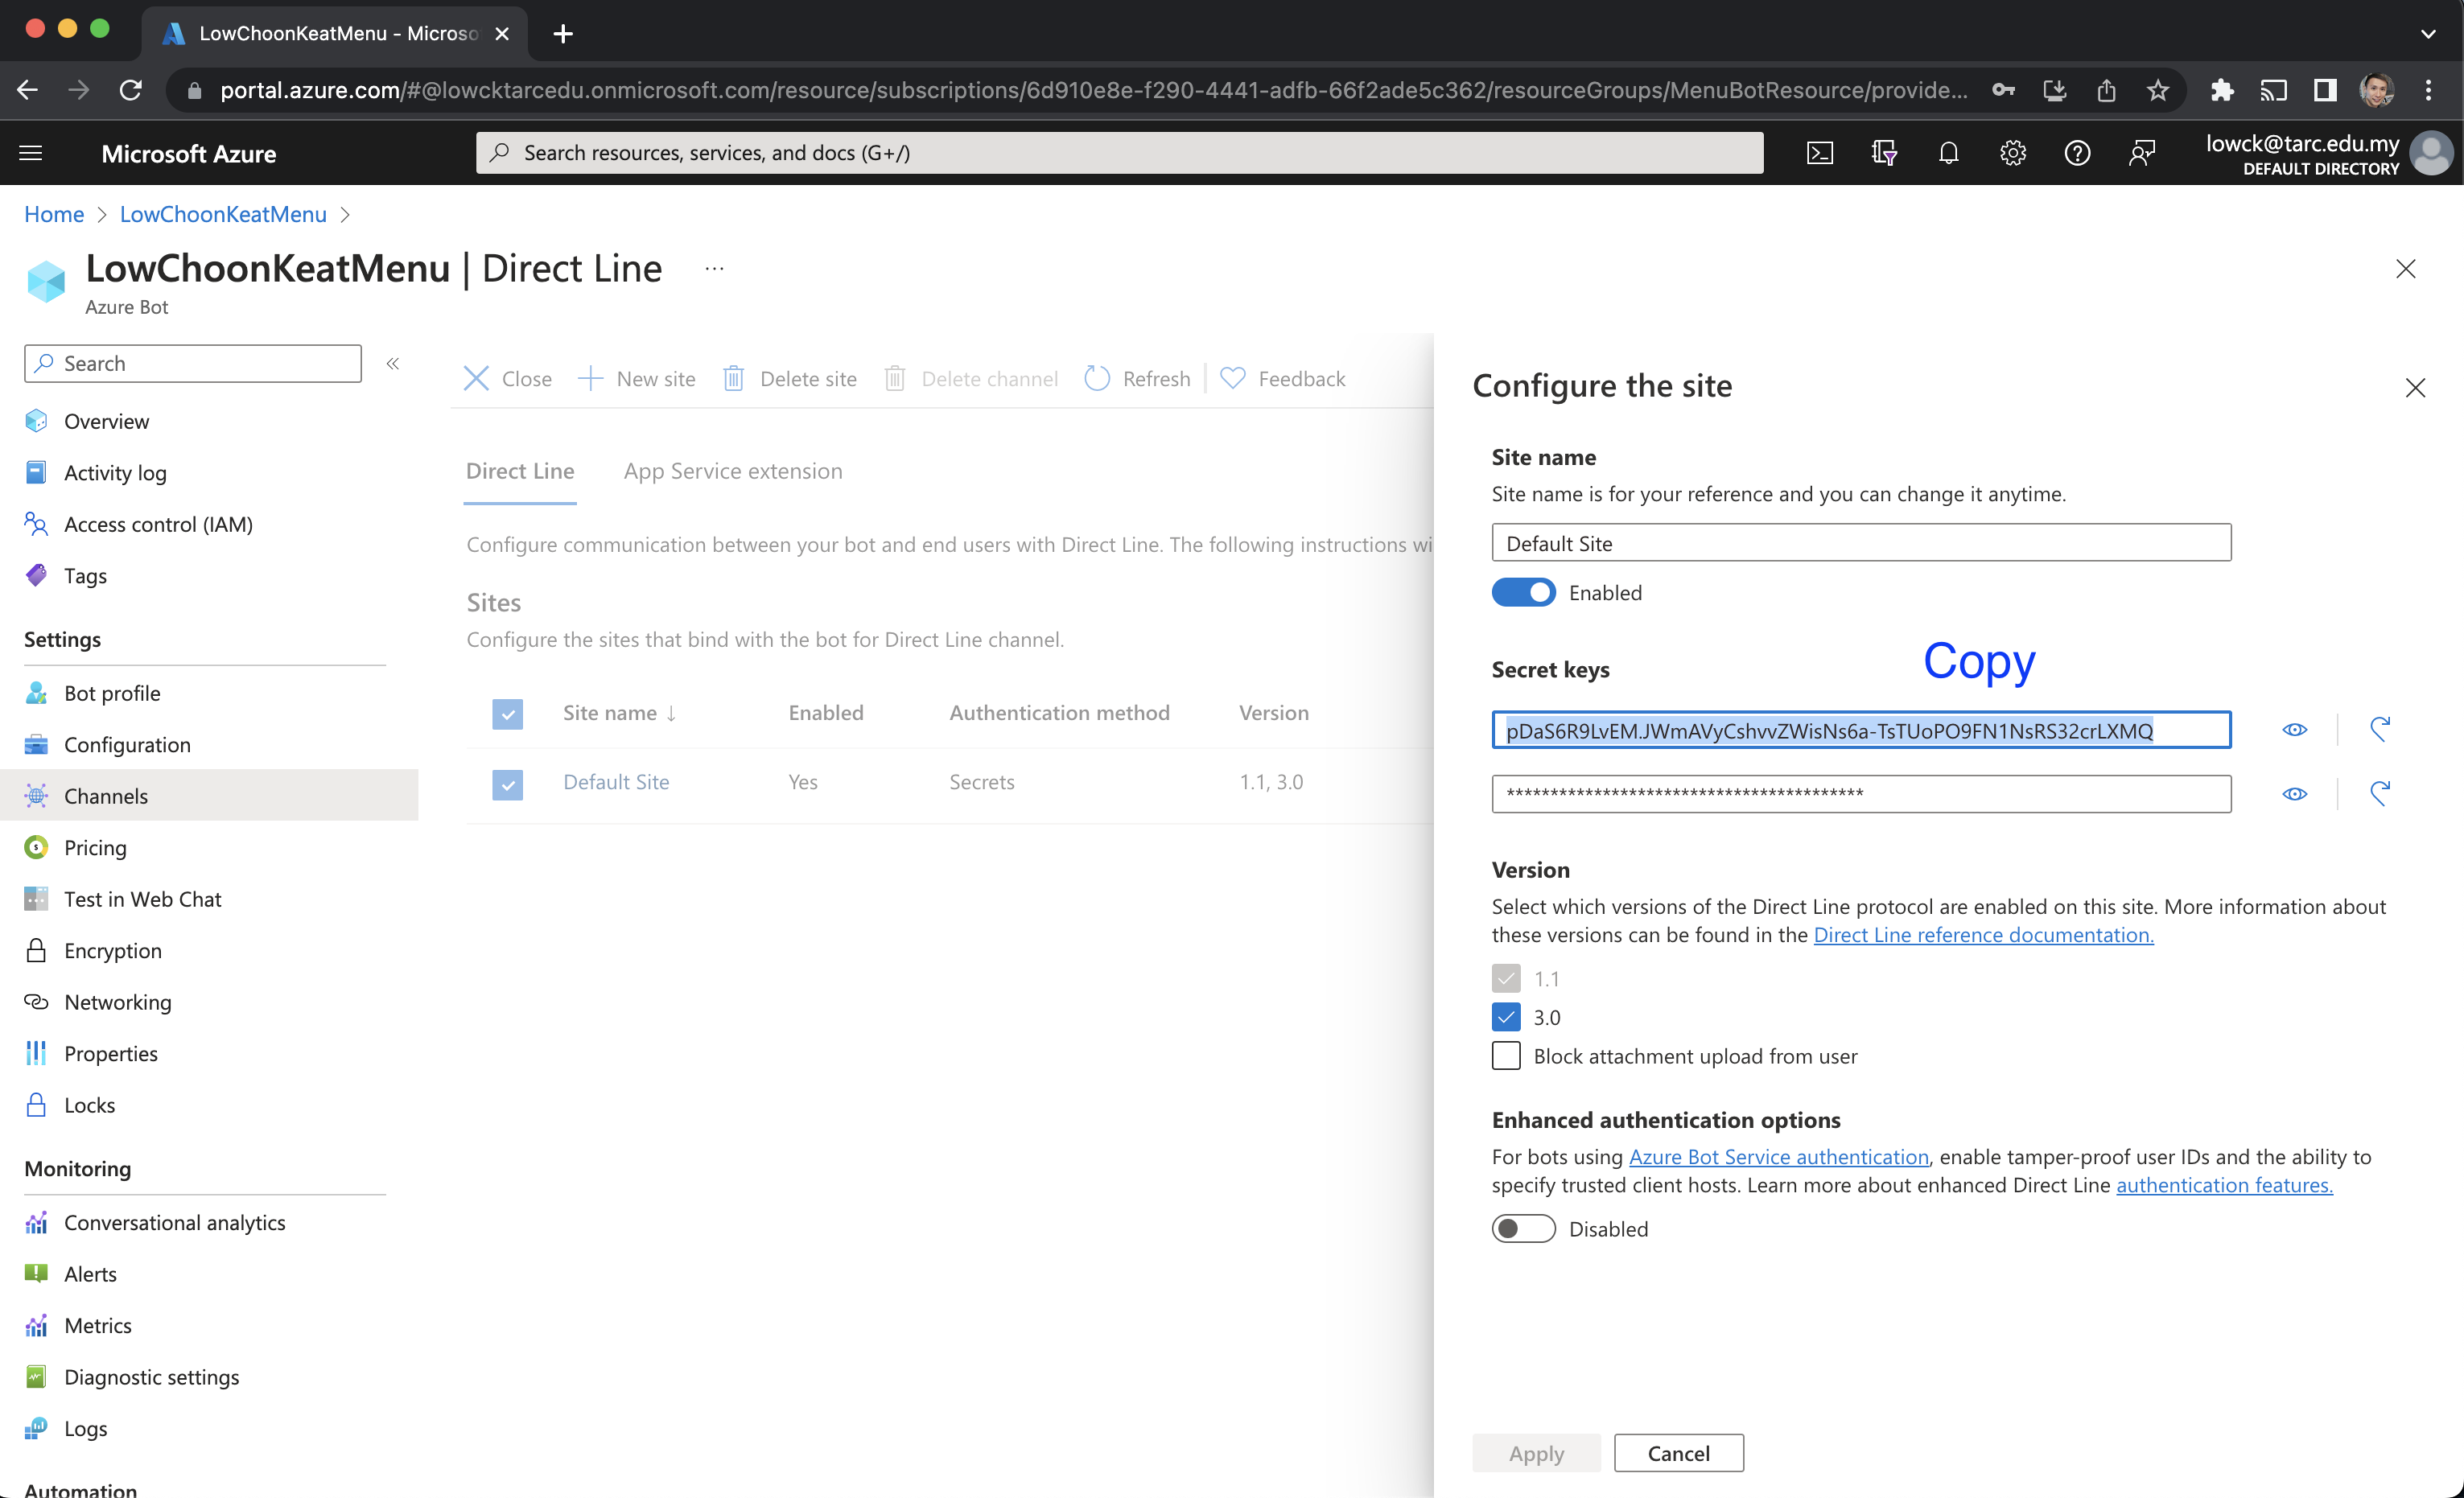 LowChoonKeatMenu - Microso
portal.azure.com/#@lowcktarcedu.onmicrosoft.com/resource/subscriptions/6d910e8e-f290-4441-adfb-66f2ade5c362/resourceGroups/MenuBotResource/provide...
Microsoft Azure
Search resources, services, and docs (G+/)
lowck@tarc.edu.my
DEFAULT DIRECTORY
Home > LowChoonKeatMenu >
LowChoonKeatMenu | Direct Line ...
Azure Bot
Search
«
Overview
Activity log
Access control (IAM)
Tags
Settings
Bot profile
Configuration
Channels
Pricing
Test in Web Chat
Encryption
Networking
Properties
Locks
Monitoring
Conversational analytics
Alerts
Metrics
Diagnostic settings
Logs
Automation
Close New site Delete site Delete channel Refresh Feedback
Direct Line App Service extension
Configure communication between your bot and end users with Direct Line. The following instructions wi
Sites
Configure the sites that bind with the bot for Direct Line channel.
Site name ↓ Enabled Authentication method Version
Default Site Yes Secrets 1.1, 3.0
Configure the site
Site name
Site name is for your reference and you can change it anytime.
Default Site
Enabled
Copy
Secret keys
pDaS6R9LvEM.JWmAVyCshvvZWisNs6a-TsTUoPO9FN1NsRS32crLXMQ
*****************************************
Version
Select which versions of the Direct Line protocol are enabled on this site. More information about
these versions can be found in the Direct Line reference documentation.
1.1
3.0
Block attachment upload from user
Enhanced authentication options
For bots using Azure Bot Service authentication, enable tamper-proof user IDs and the ability to
specify trusted client hosts. Learn more about enhanced Direct Line authentication features.
Disabled
Apply Cancel